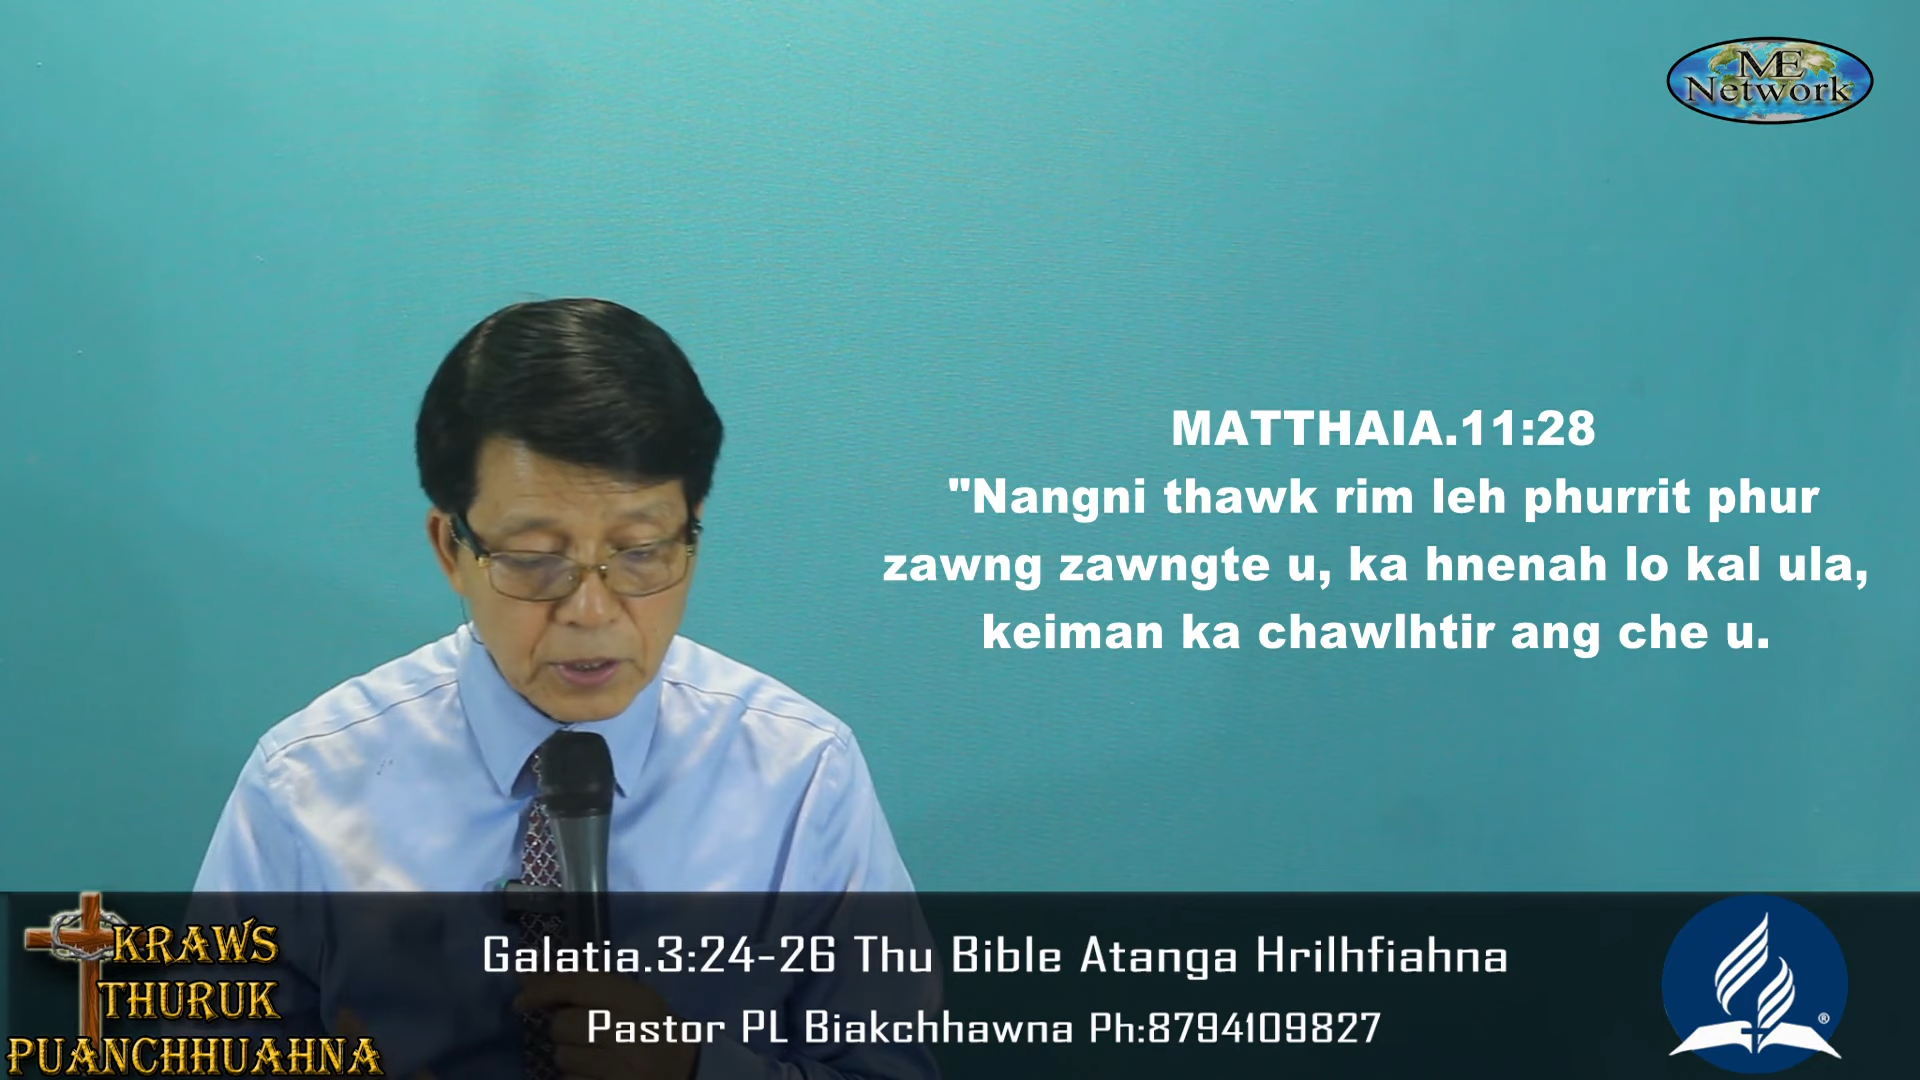 ME
Network
MATTHAIA.11:28
"Nangni thawk rim leh phurrit phur
zawng zawngte u, ka hnenah lo kal ula,
keiman ka chawlhtir ang che u.
KRAWS
THURUK
PUANCHHUAHNA
Galatia.3:24-26 Thu Bible Atanga Hrilhfiahna
Pastor PL Biakchhawna Ph:8794109827
®